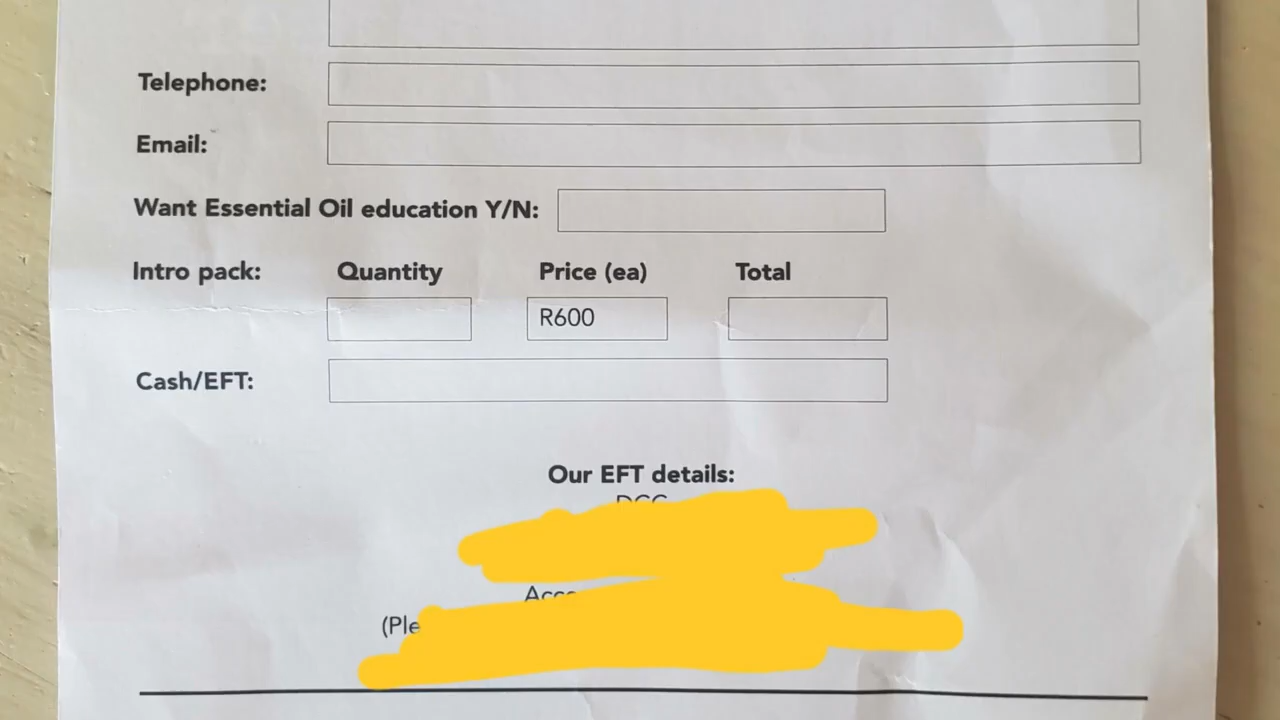 Telephone:
Email:
Want Essential Oil education Y/N:
Intro pack: Quantity Price (ea) Total
R600
Cash/EFT:
Our EFT details: